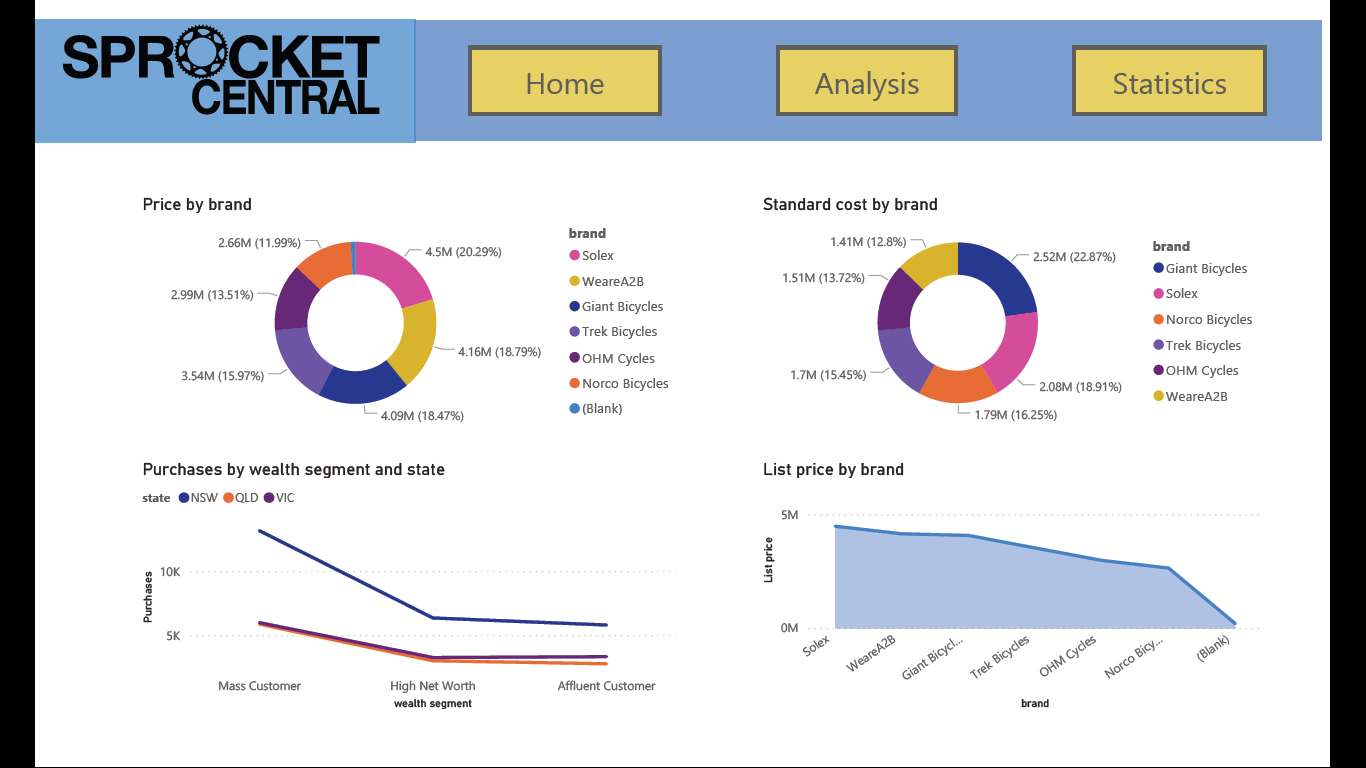 SPROCKET
CENTRAL
Home
Analysis
Statistics
Price by brand
2.66M (11.99%)
4.5M (20.29%)
2.99M (13.51%)
4.16M (18.79%)
3.54M (15.97%)
4.09M (18.47%)
brand
Solex
WeareA2B
Giant Bicycles
Trek Bicycles
OHM Cycles
Norco Bicycles
(Blank)
Standard cost by brand
1.41M (12.8%)
2.52M (22.87%)
1.51M (13.72%)
1.7M (15.45%)
2.08M (18.91%)
1.79M (16.25%)
brand
Giant Bicycles
Solex
Norco Bicycles
Trek Bicycles
OHM Cycles
WeareA2B
Purchases by wealth segment and state
state NSW QLD VIC
Purchases
10K
5K
Mass Customer High Net Worth Affluent Customer
wealth segment
List price by brand
List price
5M
0M
Solex WeareA2B Giant Bicycl... Trek Bicycles OHM Cycles Norco Bicy... (Blank)
brand